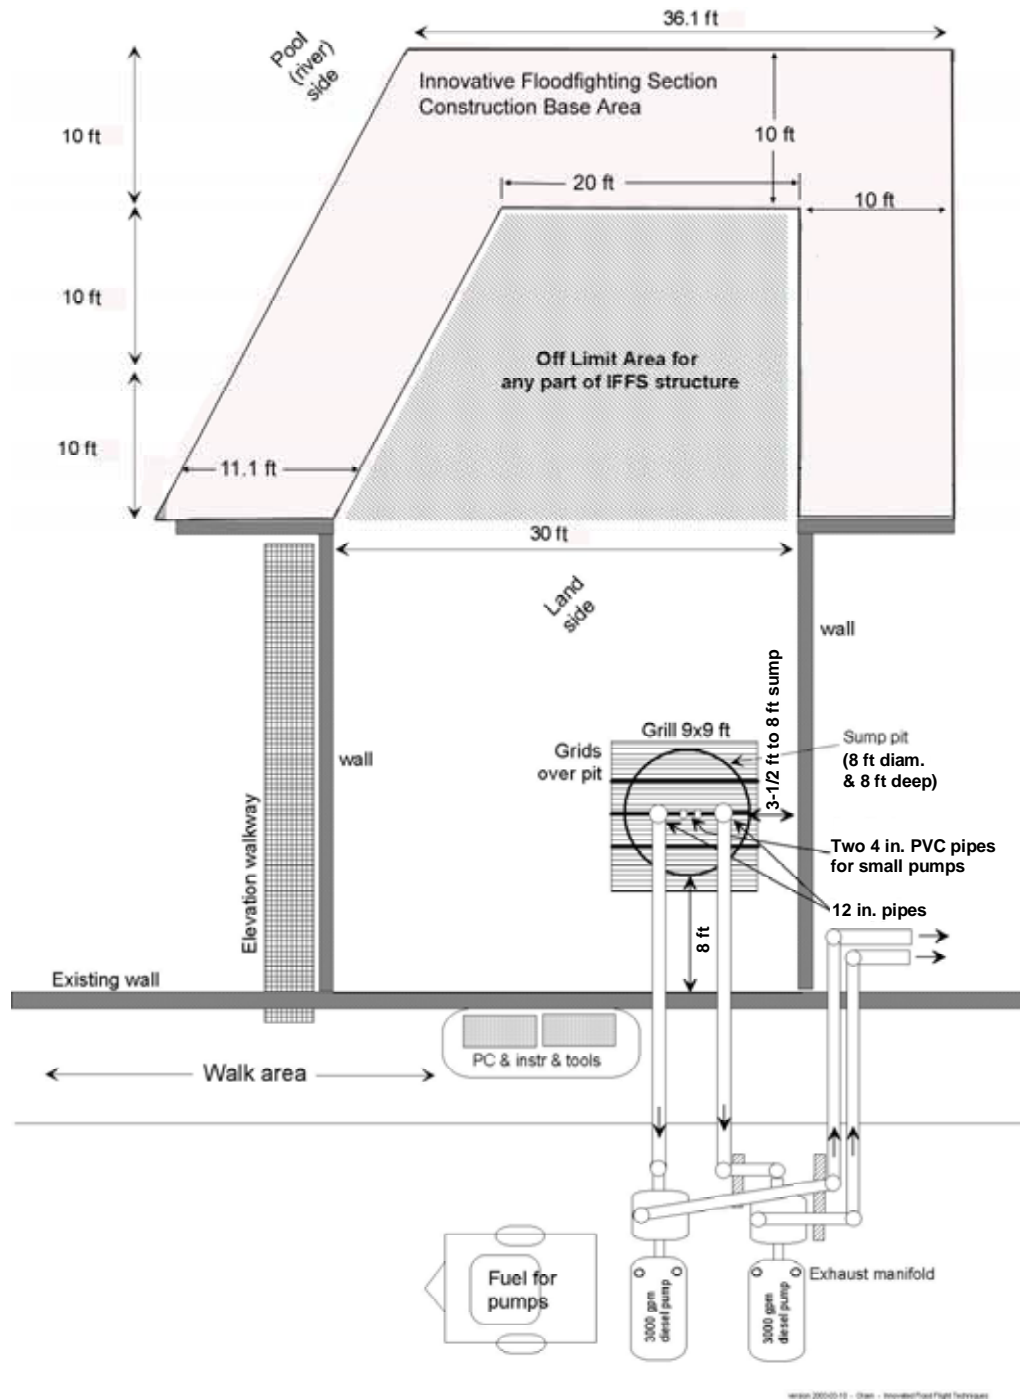 36.1 ft
Pool
(river)
side
Innovative Floodfighting Section
Construction Base Area
10 ft
10 ft
20 ft
10 ft
10 ft
Off Limit Area for
any part of IFFS structure
10 ft
11.1 ft
30 ft
Land
side
wall
3-1/2 ft to 8 ft sump
Grill 9x9 ft
Grids
over pit
Sump pit
(8 ft diam.
& 8 ft deep)
wall
Elevation walkway
Two 4 in. PVC pipes
for small pumps
12 in. pipes
8 ft
Existing wall
PC & instr & tools
Walk area
Fuel for
pumps
3000 gpm
diesel pump
3000 gpm
diesel pump
Exhaust manifold